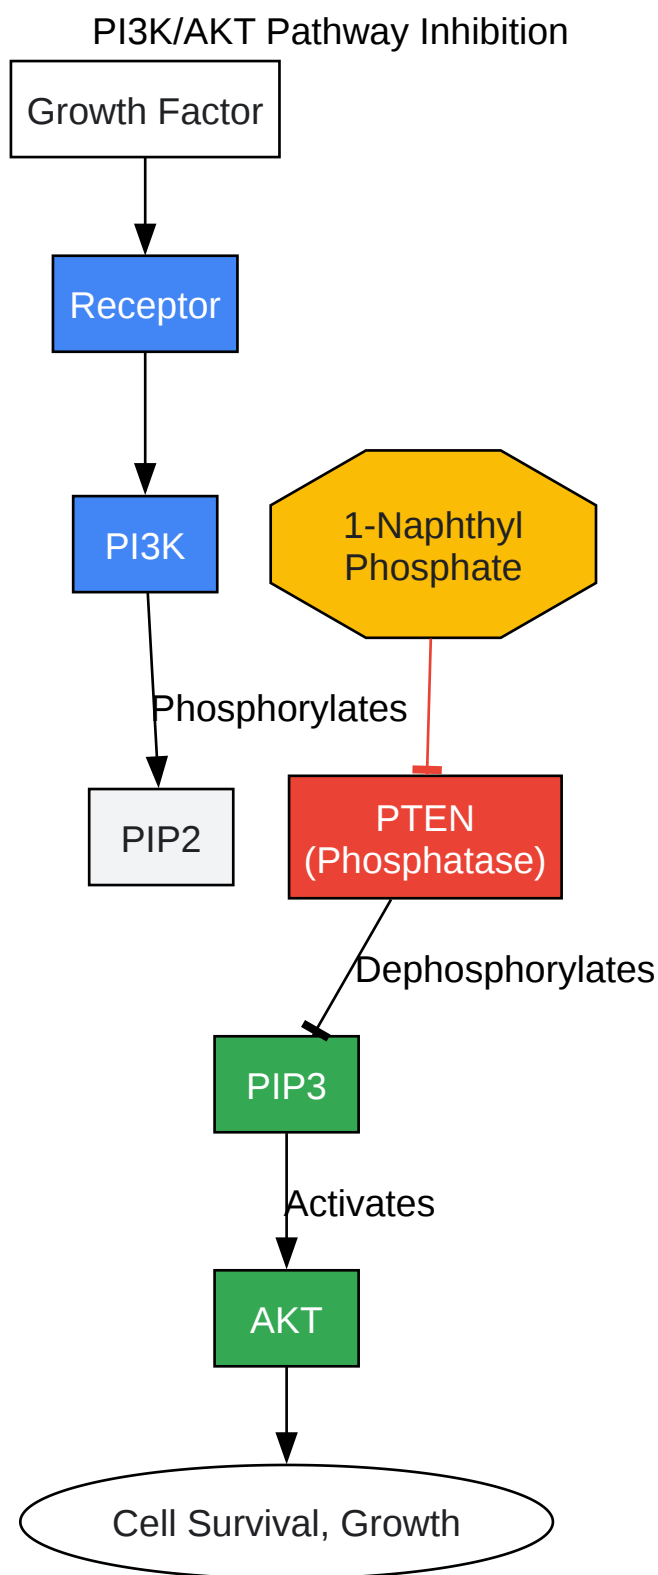 PI3K/AKT Pathway Inhibition
Growth Factor
Receptor
PI3K
1-Naphthyl
Phosphate
Phosphorylates
PIP2
PTEN
(Phosphatase)
Dephosphorylates
PIP3
Activates
AKT
Cell Survival, Growth